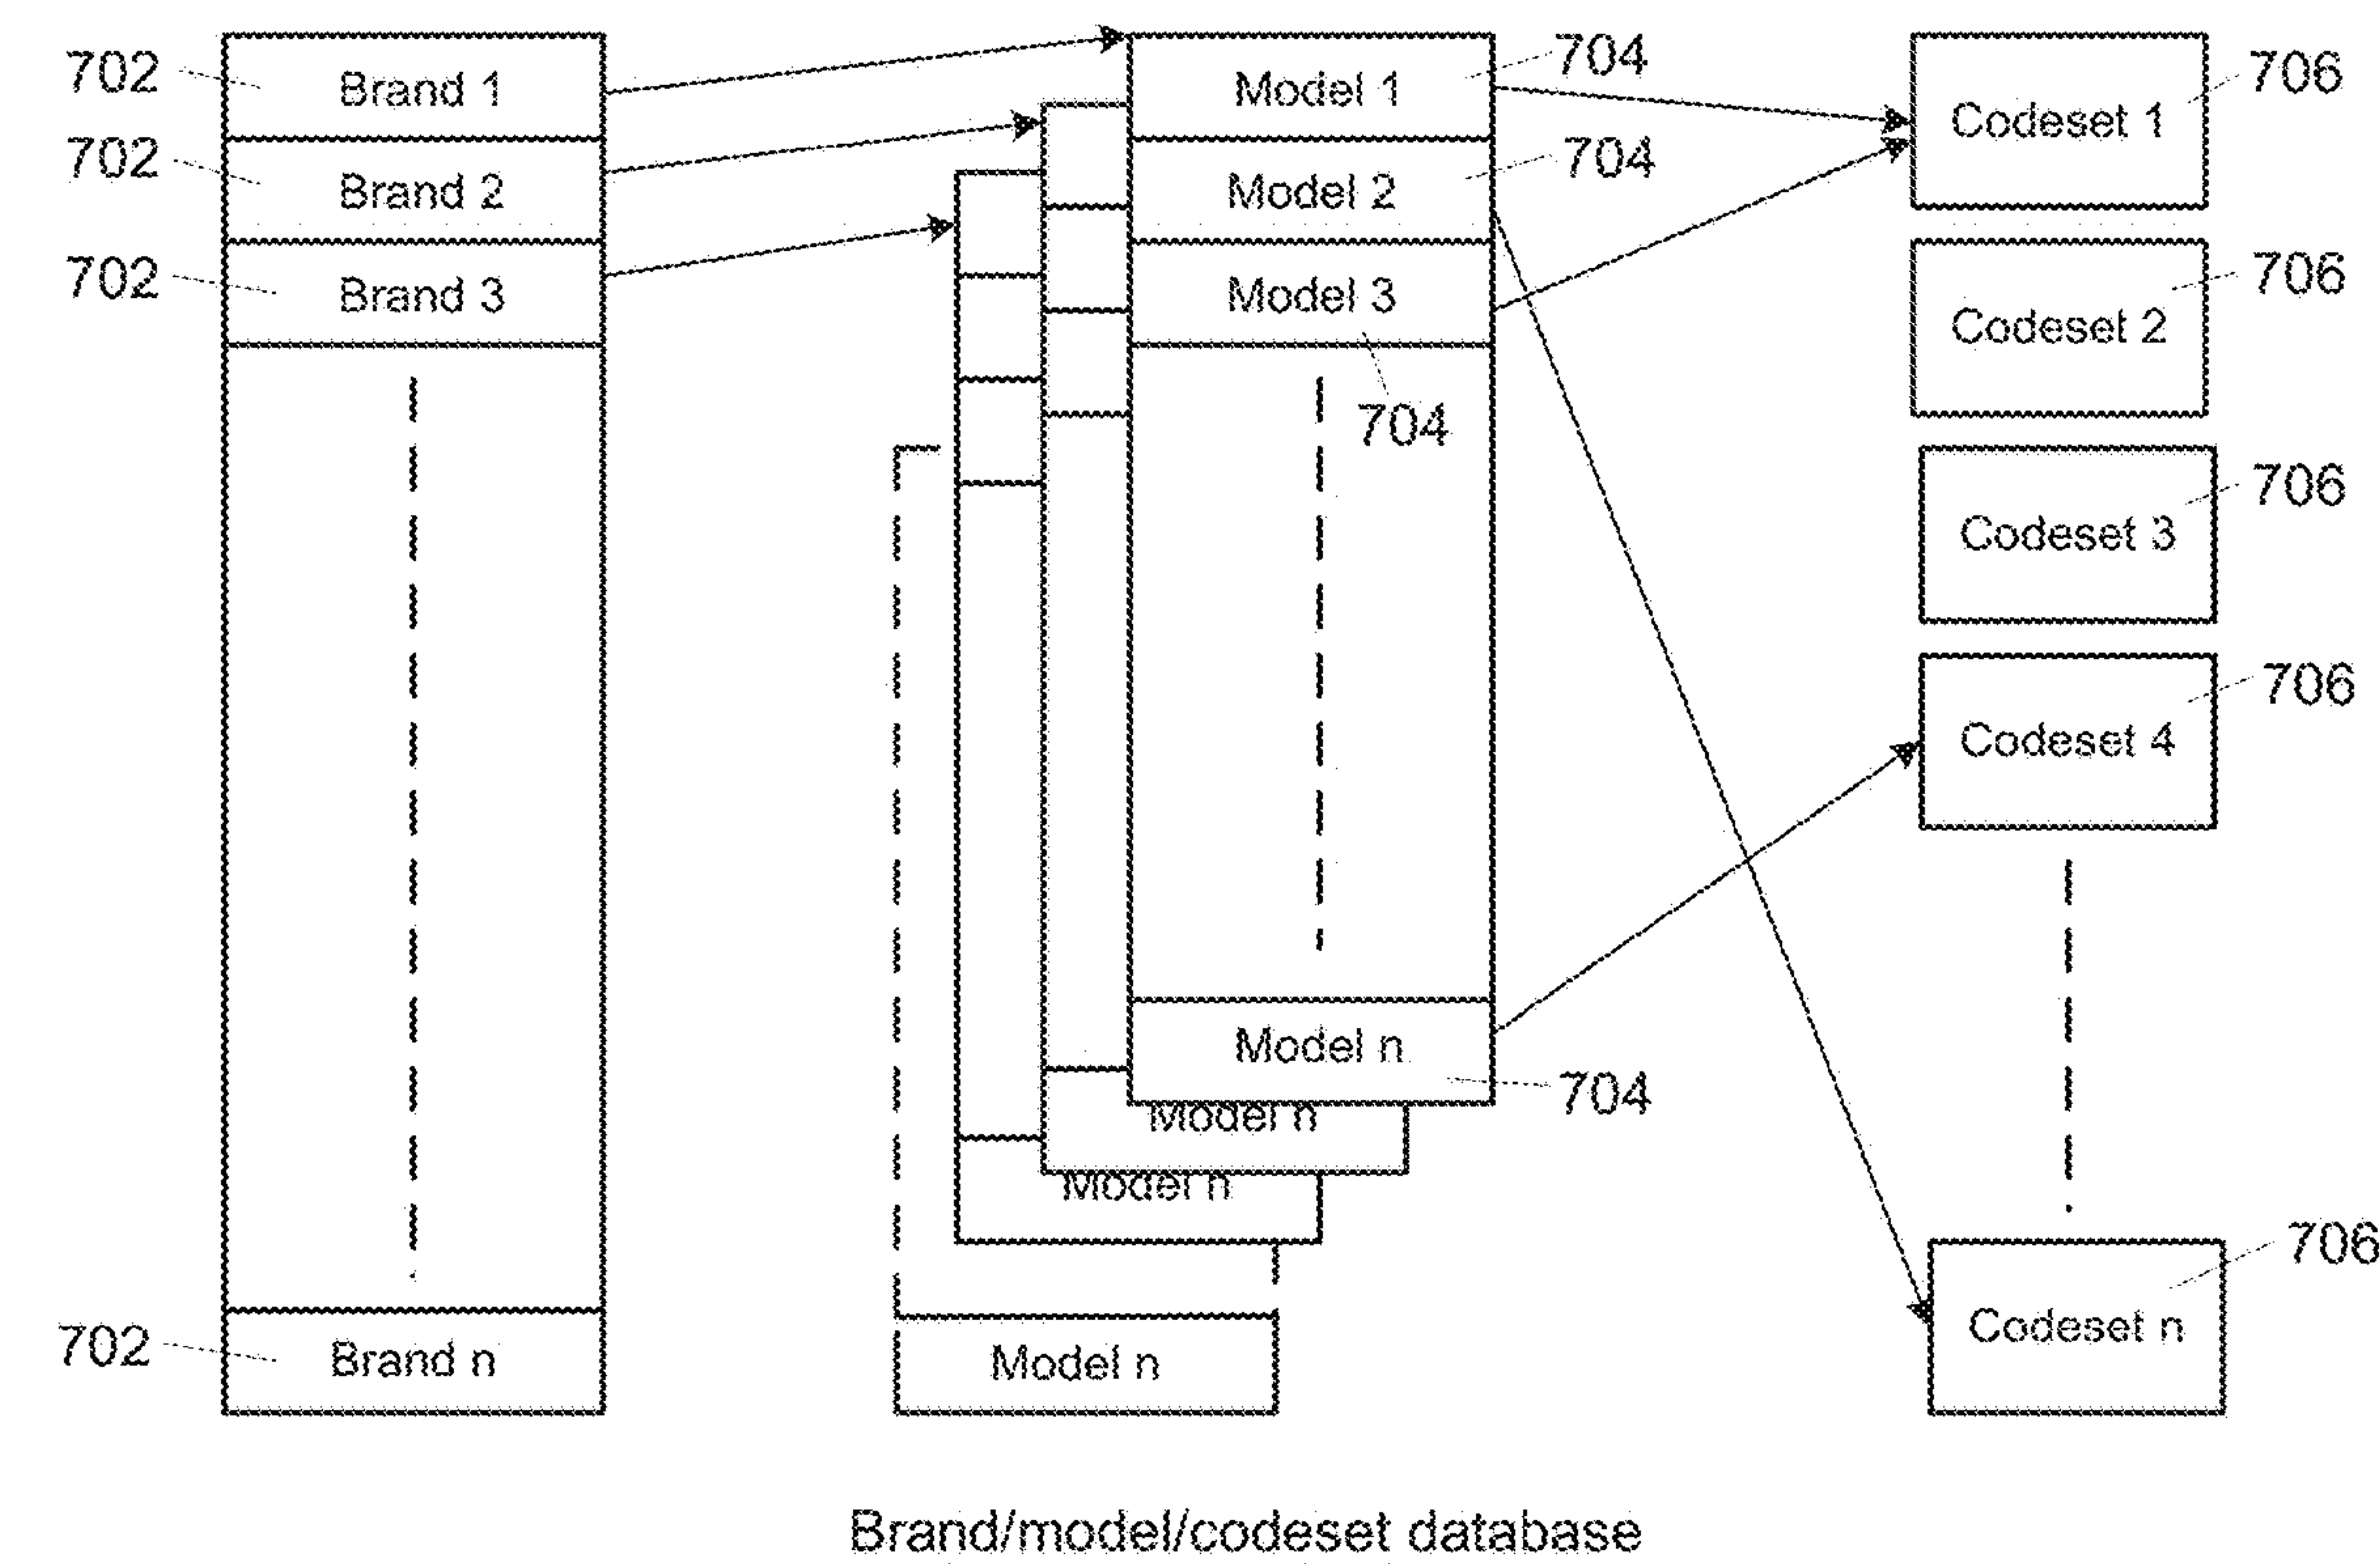 702 Brand 1 Model 1 704 Codeset 1 706
702 Brand 2 Model 2 704
702 Brand 3 Model 3 Codeset 2 706
704
Codeset 3 706
Codeset 4 706
Model n 704
Model n
Model n
702 Brand n Model n Codeset n 706
Brand/model/codeset database